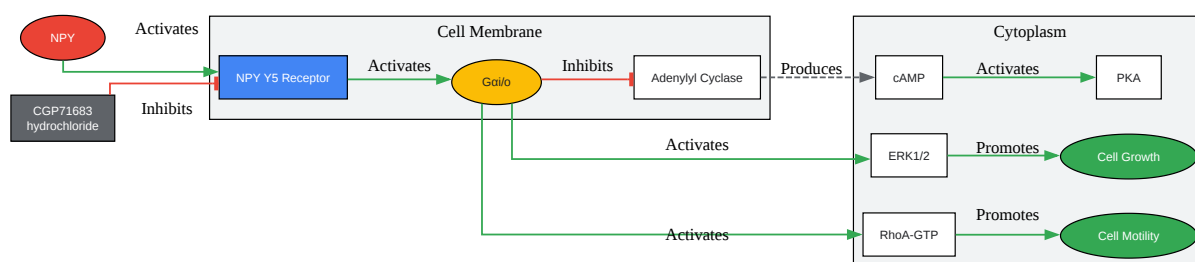 NPY
Activates
CGP71683
hydrochloride
Inhibits
Cell Membrane
NPY Y5 Receptor
Activates
Gαi/o
Inhibits
Adenylyl Cyclase
Produces
Cytoplasm
cAMP
Activates
PKA
Activates
ERK1/2
Promotes
Cell Growth
Activates
RhoA-GTP
Promotes
Cell Motility